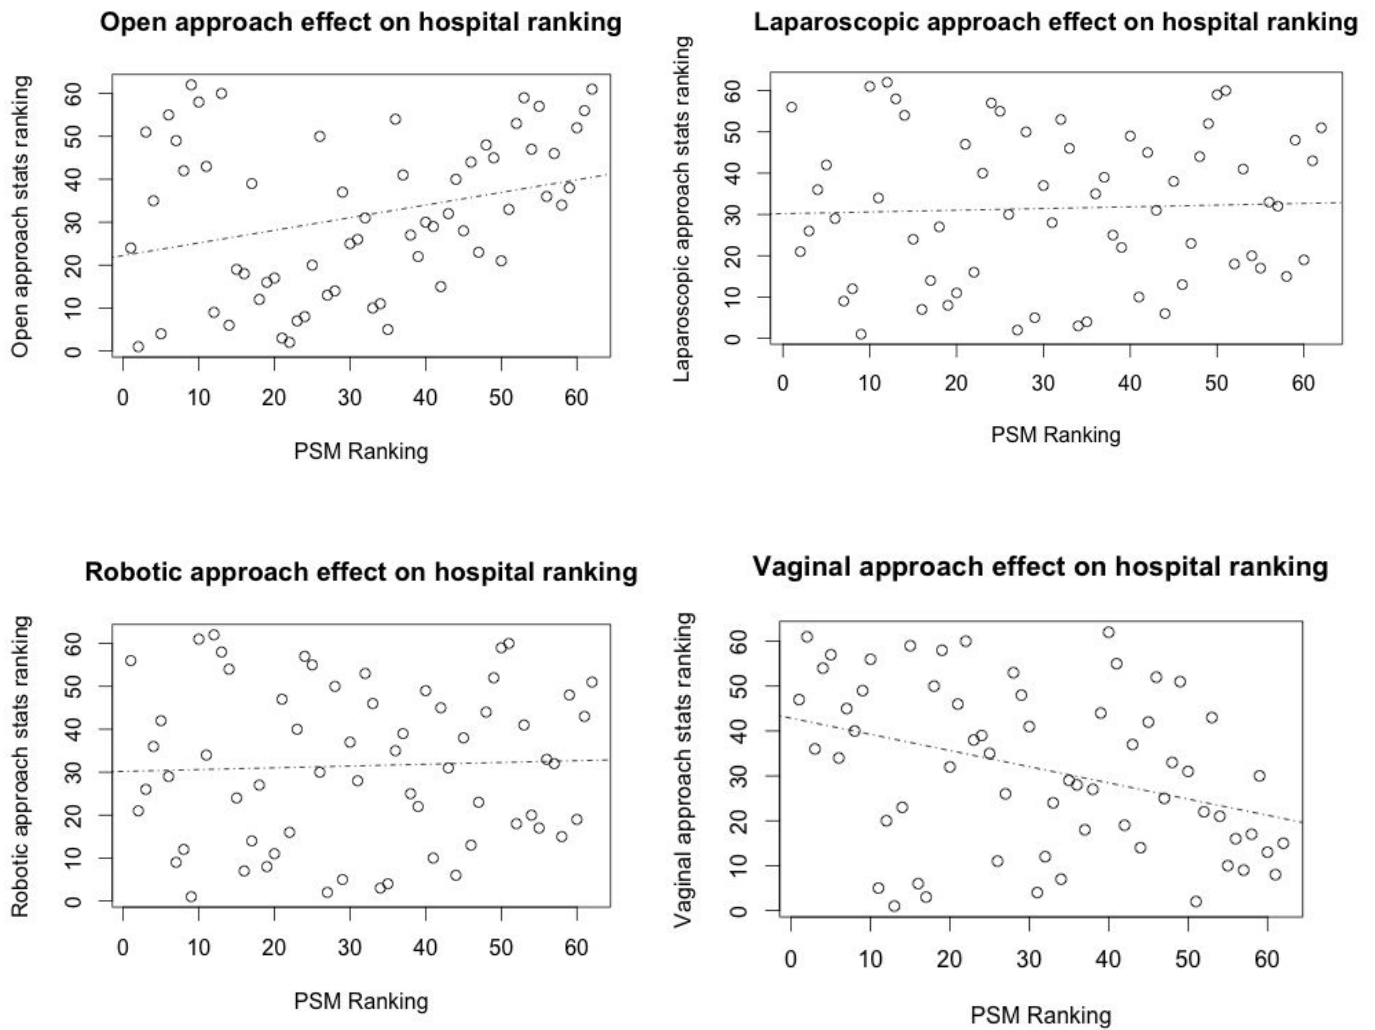 Open approach effect on hospital ranking
Open approach stats ranking
60
50
40
30
20
10
0
0 10 20 30 40 50 60
PSM Ranking
Laparoscopic approach effect on hospital ranking
Laparoscopic approach stats ranking
60
50
40
30
20
10
0
0 10 20 30 40 50 60
PSM Ranking
Robotic approach effect on hospital ranking
Robotic approach stats ranking
60
50
40
30
20
10
0
0 10 20 30 40 50 60
PSM Ranking
Vaginal approach effect on hospital ranking
Vaginal approach stats ranking
60
50
40
30
20
10
0
0 10 20 30 40 50 60
PSM Ranking